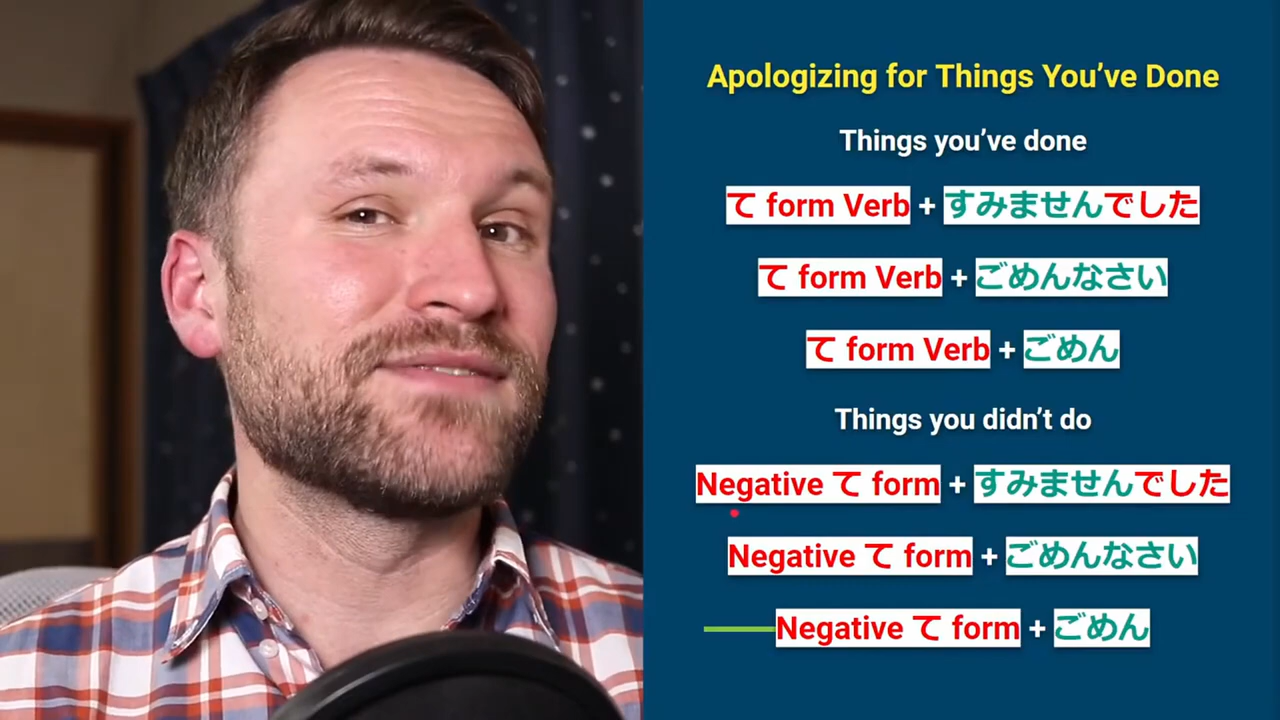 Apologizing for Things You’ve Done
Things you’ve done
て form Verb + すみませんでした
て form Verb + ごめんなさい
て form Verb + ごめん
Things you didn’t do
Negative て form + すみませんでした
Negative て form + ごめんなさい
Negative て form + ごめん